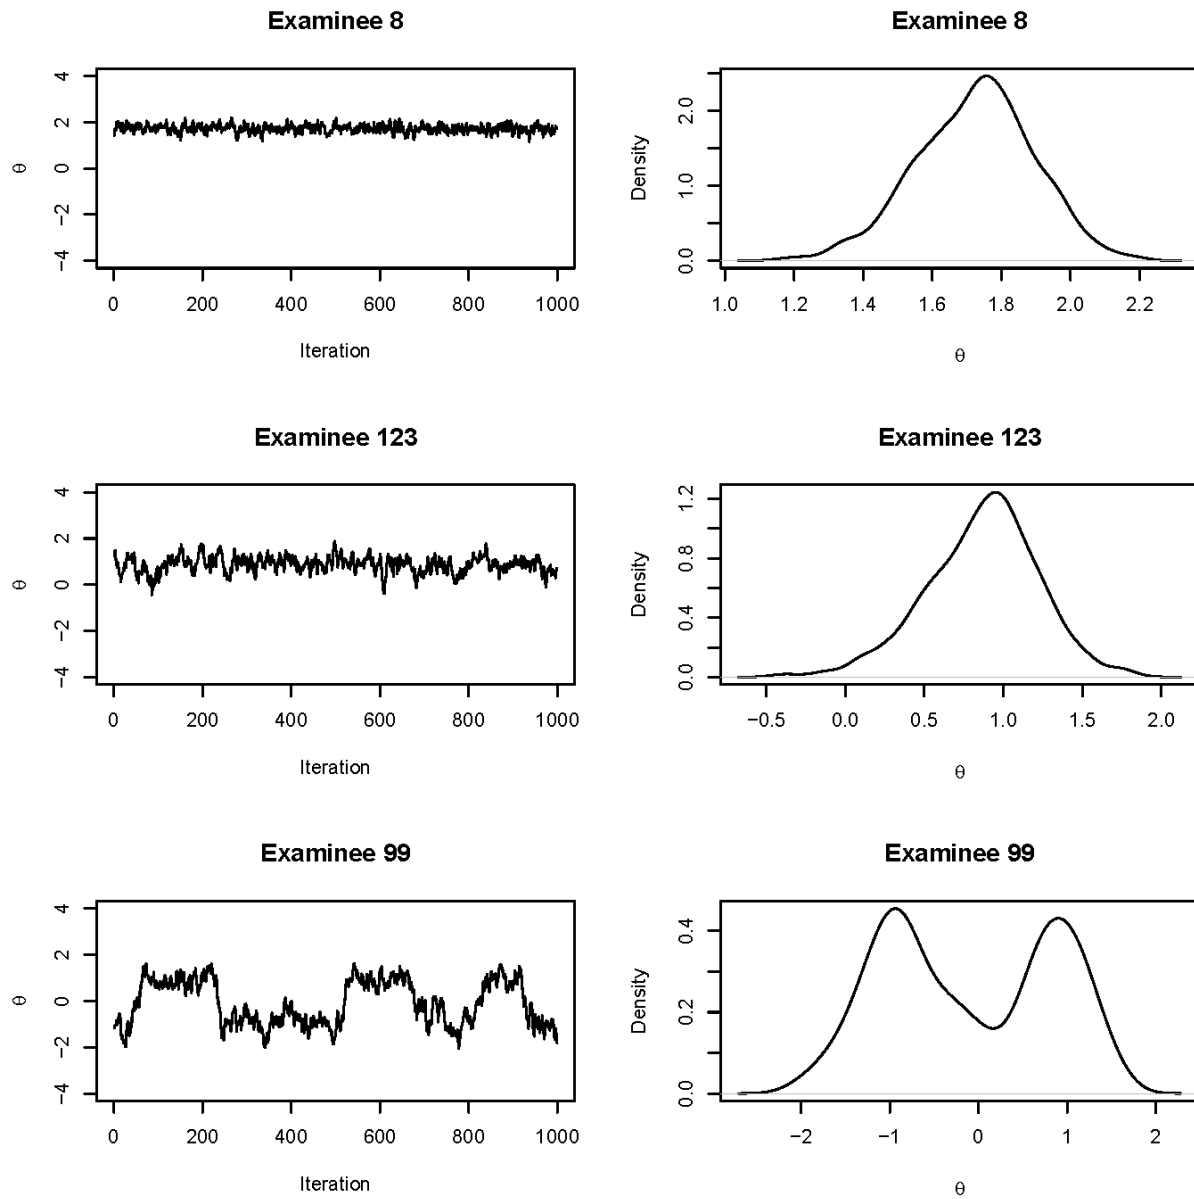 Examinee 8
θ
4
2
0
−2
−4
0 200 400 600 800 1000
Iteration
Examinee 8
Density
2.0
1.0
0.0
1.0 1.2 1.4 1.6 1.8 2.0 2.2
θ
Examinee 123
θ
4
2
0
−2
−4
0 200 400 600 800 1000
Iteration
Examinee 123
Density
1.2
0.8
0.4
0.0
−0.5 0.0 0.5 1.0 1.5 2.0
θ
Examinee 99
θ
4
2
0
−2
−4
0 200 400 600 800 1000
Iteration
Examinee 99
Density
0.4
0.2
0.0
−2 −1 0 1 2
θ